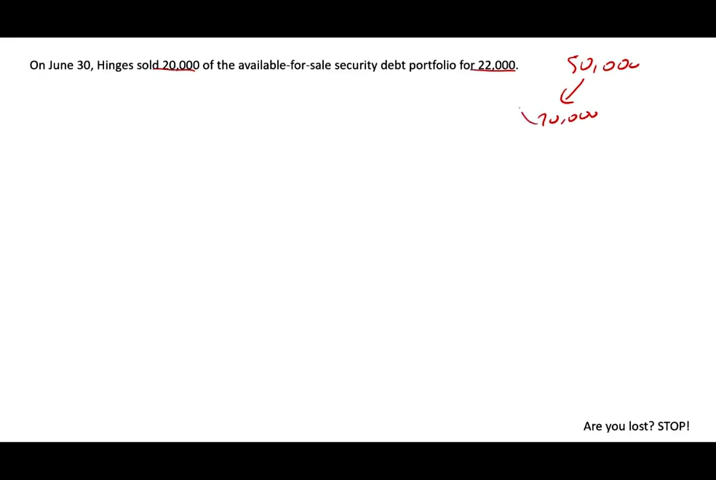 On June 30, Hinges sold 20,000 of the available-for-sale security debt portfolio for 22,000.
50,000
20,000
Are you lost? STOP!